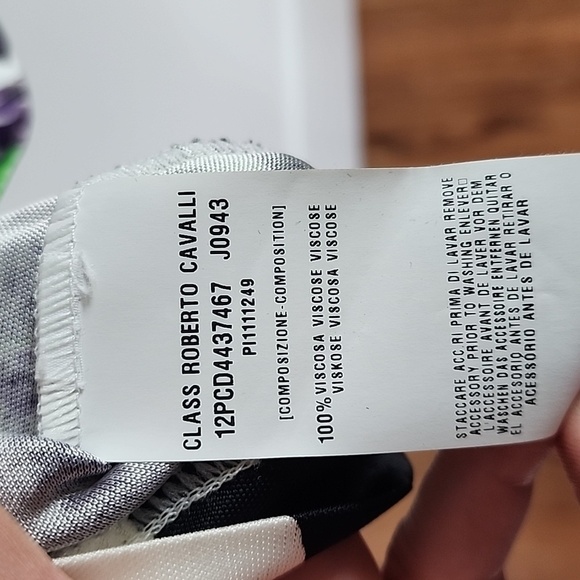 CLASS ROBERTO CAVALLI
12PCD4437467 J0943
PI1111249
[COMPOSIZIONE-COMPOSITION]
100% VISCOSA VISCOSE VISCOSE
VISKOSE VISCOSA VISCOSE
STACCARE ACC.RI PRIMA DI LAVAR REMOVE
ACCESSORY PRIOR TO WASHING ENLEVER□
L'ACCESSOIRE AVANT DE LAVER VOR DEM
WASCHEN DAS ACCESSOIRE ENTFERNEN QUITAR
EL ACCESORIO ANTES DE LAVAR RETIRAR O
ACESSÓRIO ANTES DE LAVAR